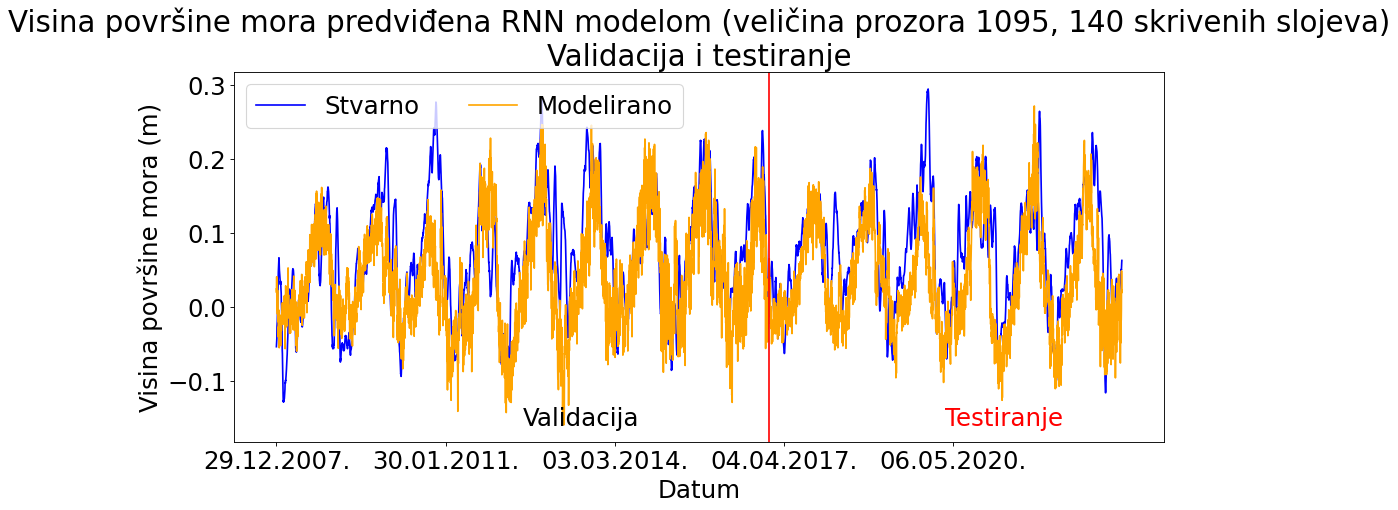 Visina površine mora predviđena RNN modelom (veličina prozora 1095, 140 skrivenih slojeva)
Validacija i testiranje
Stvarno
Modelirano
Visina površine mora (m)
0.3
0.2
0.1
0.0
−0.1
Validacija
Testiranje
29.12.2007.
30.01.2011.
03.03.2014.
04.04.2017.
06.05.2020.
Datum